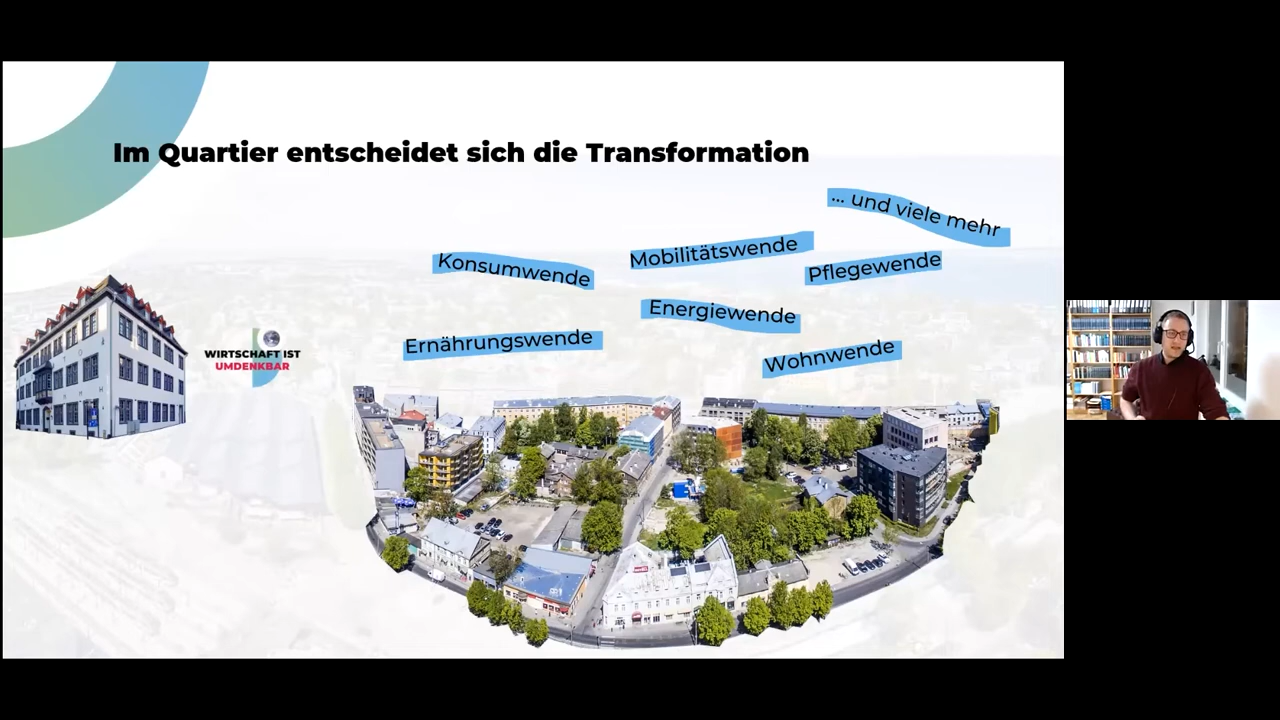 Im Quartier entscheidet sich die Transformation
... und viele mehr
Mobilitätswende
Konsumwende
Pflegewende
Energiewende
Ernährungswende
Wohnwende
WIRTSCHAFT IST
UMDENKBAR